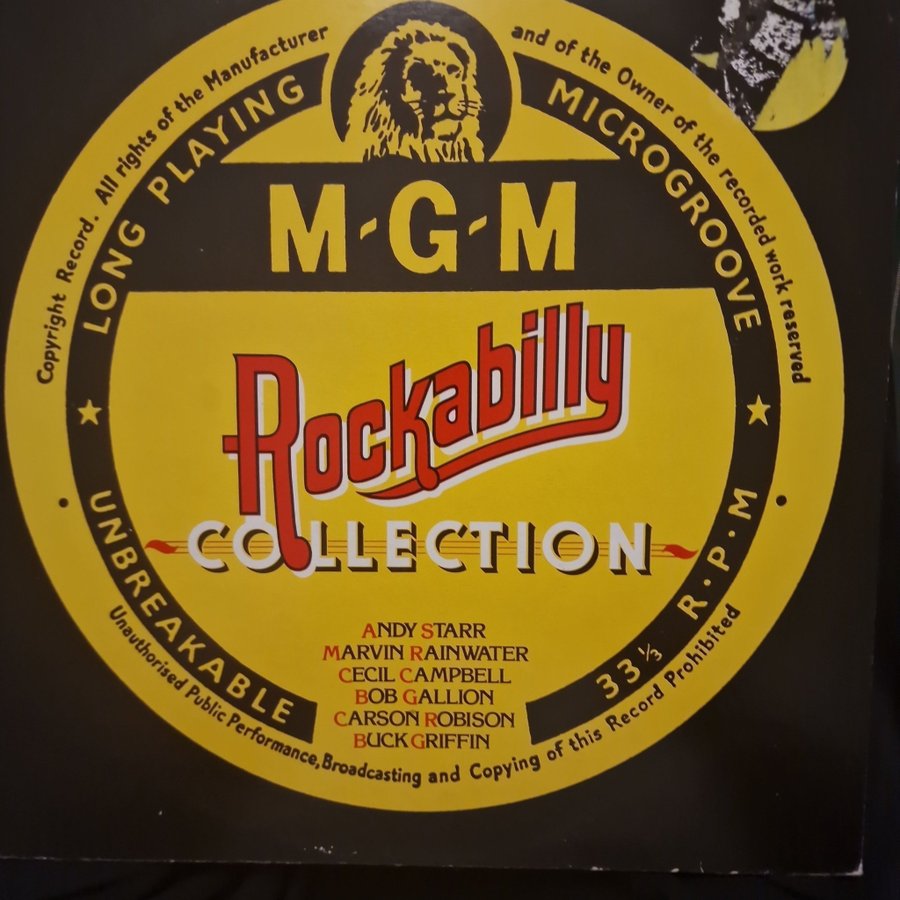 Copyright Record. All rights of the Manufacturer and of the Owner of the recorded work reserved
LONG PLAYING
MICROGROOVE
M-G-M
Rockabilly
COLLECTION
ANDY STARR
MARVIN RAINWATER
CECIL CAMPBELL
BOB GALLION
CARSON ROBISON
BUCK GRIFFIN
UNBREAKABLE
33⅓ R·P·M
Unauthorised Public Performance, Broadcasting and Copying of this Record Prohibited